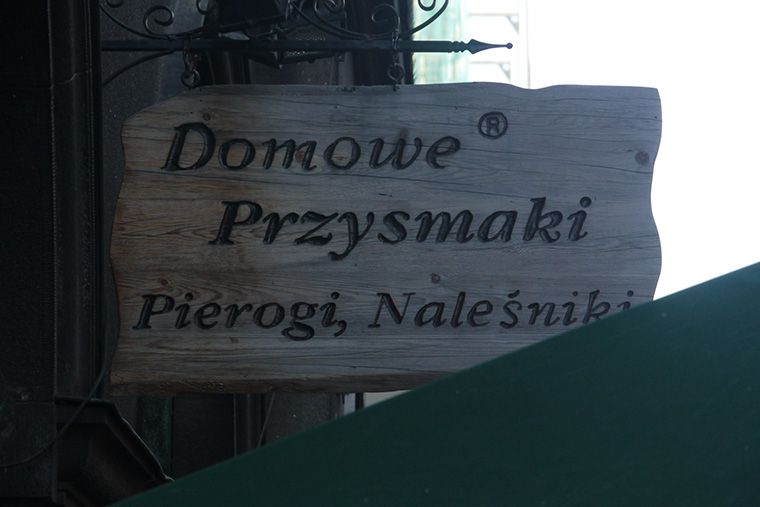 Domowe ®
Przysmaki
Pierogi, Naleśniki